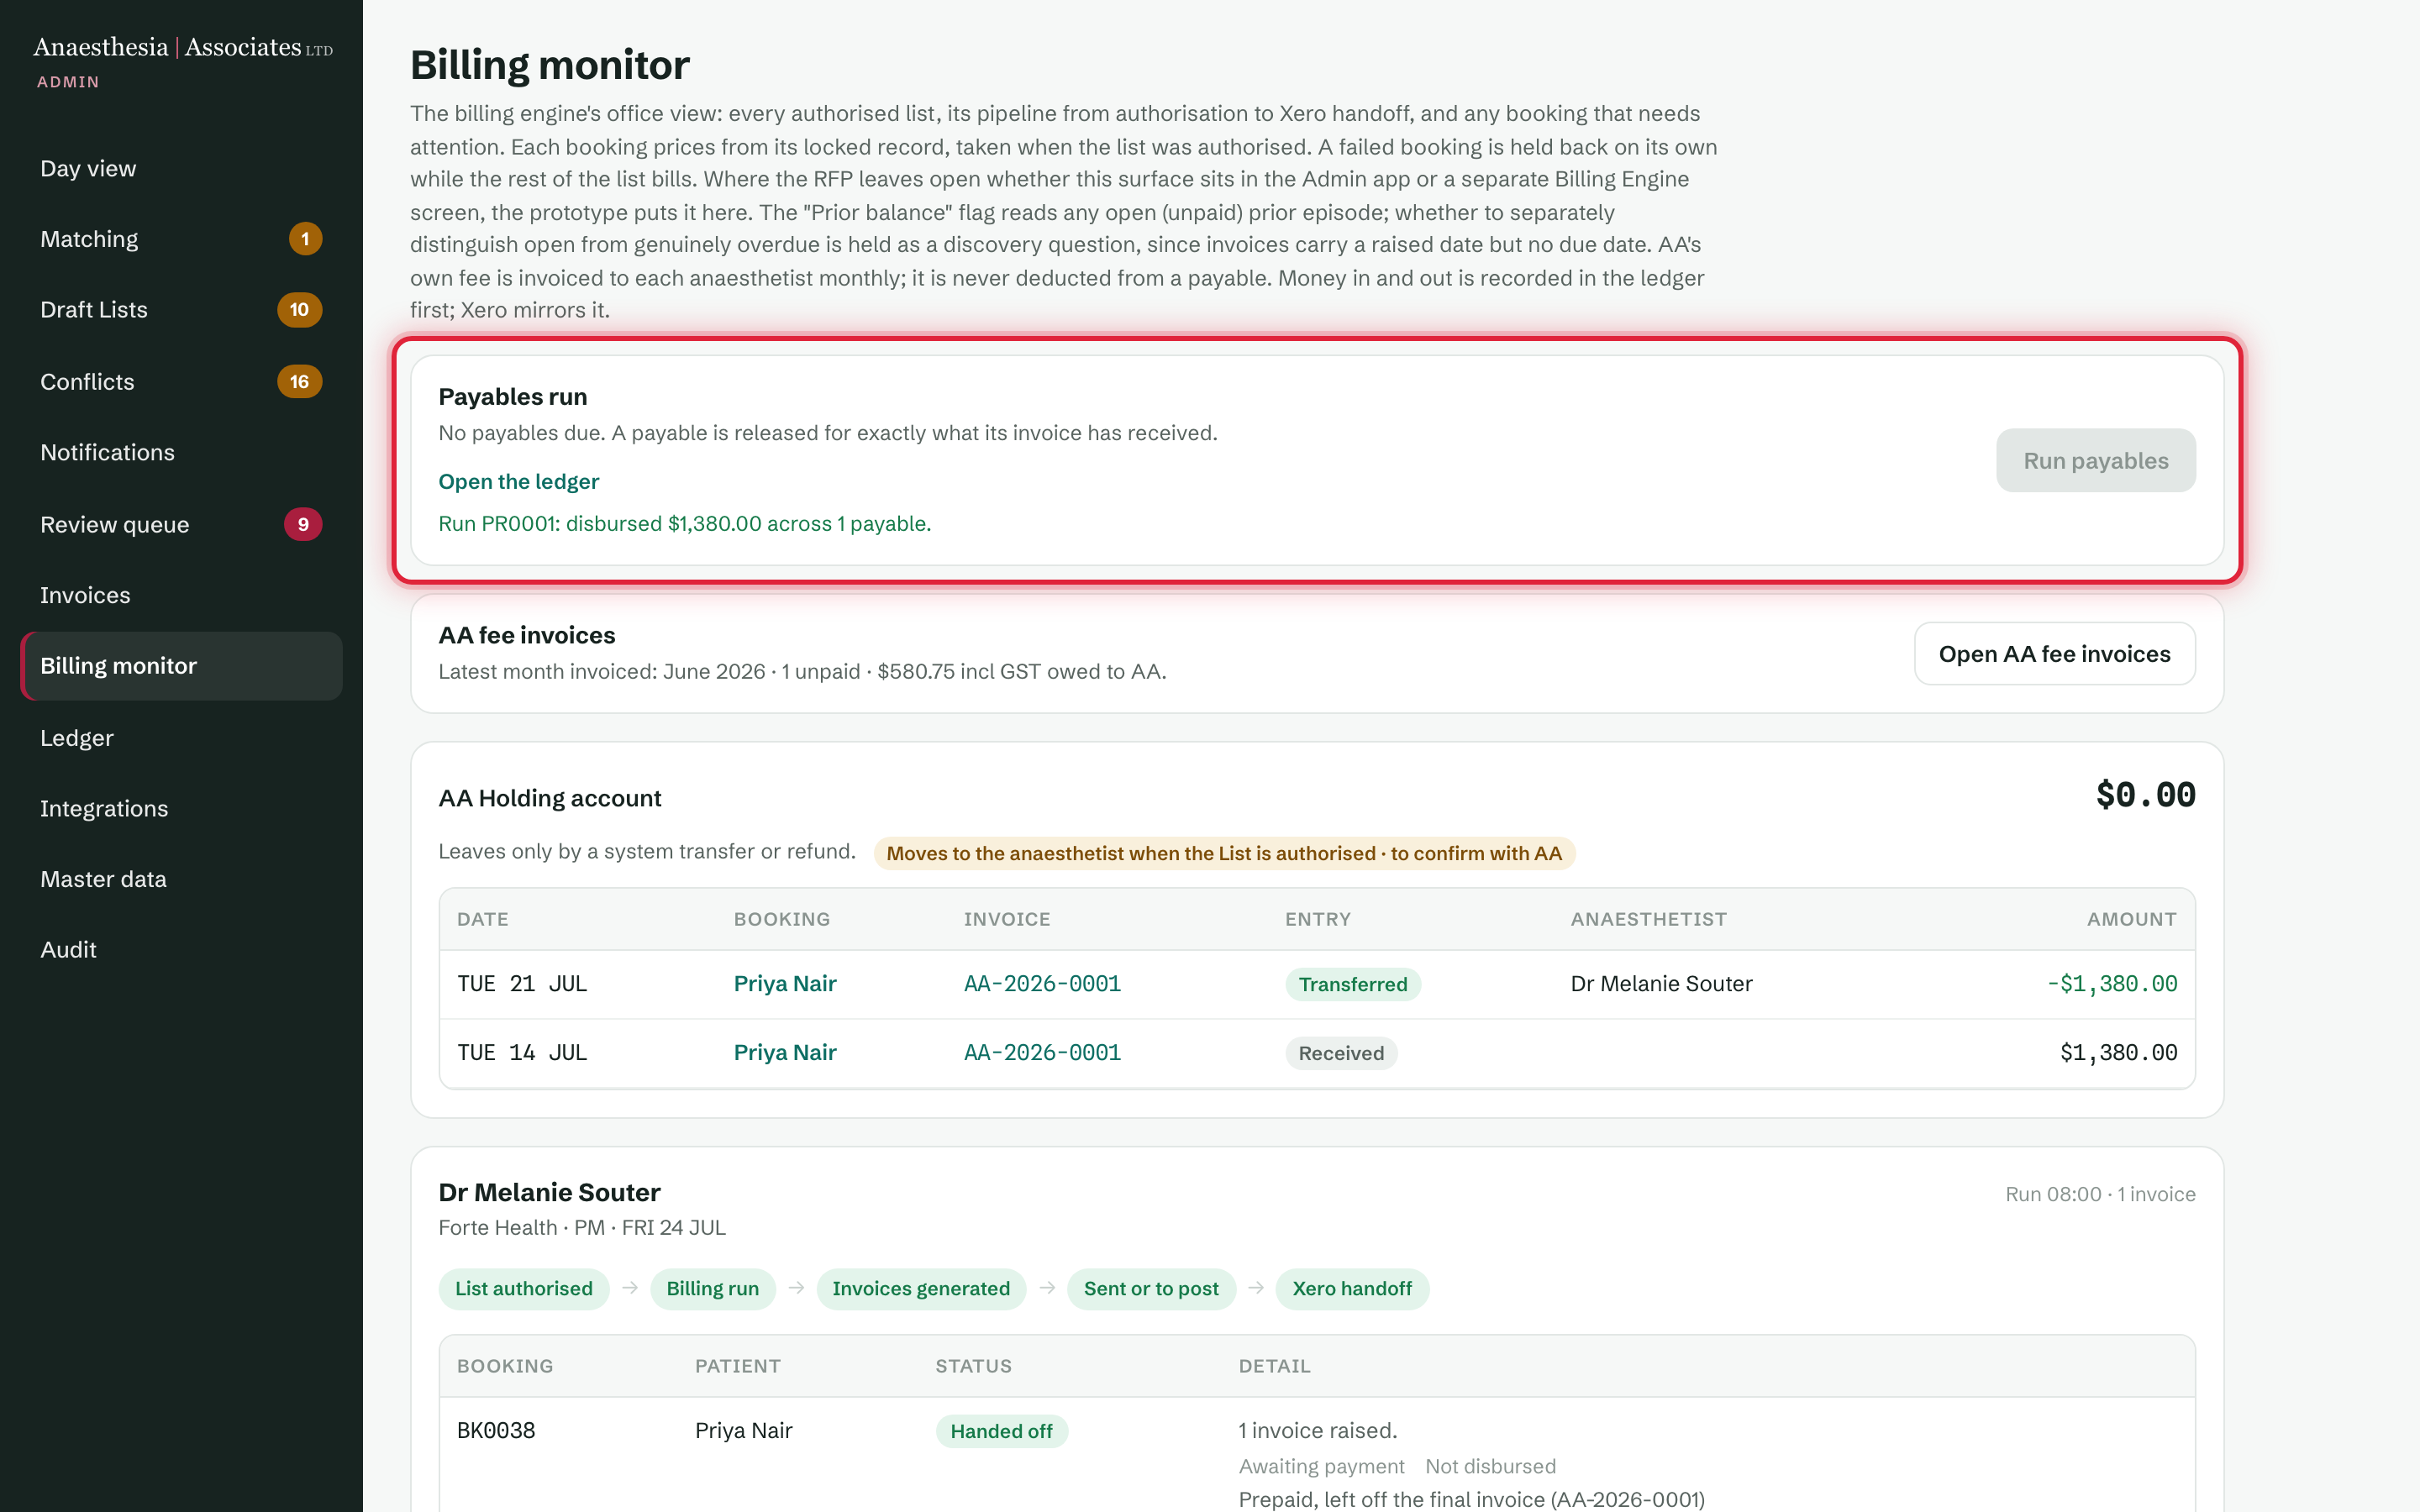 Anaesthesia | Associates LTD
ADMIN
Day view
Matching 1
Draft Lists 10
Conflicts 16
Notifications
Review queue 9
Invoices
Billing monitor
Ledger
Integrations
Master data
Audit
Billing monitor
The billing engine's office view: every authorised list, its pipeline from authorisation to Xero handoff, and any booking that needs
attention. Each booking prices from its locked record, taken when the list was authorised. A failed booking is held back on its own
while the rest of the list bills. Where the RFP leaves open whether this surface sits in the Admin app or a separate Billing Engine
screen, the prototype puts it here. The "Prior balance" flag reads any open (unpaid) prior episode; whether to separately
distinguish open from genuinely overdue is held as a discovery question, since invoices carry a raised date but no due date. AA's
own fee is invoiced to each anaesthetist monthly; it is never deducted from a payable. Money in and out is recorded in the ledger
first; Xero mirrors it.
Payables run
No payables due. A payable is released for exactly what its invoice has received.
Open the ledger
Run PR0001: disbursed $1,380.00 across 1 payable.
Run payables
AA fee invoices
Latest month invoiced: June 2026 · 1 unpaid · $580.75 incl GST owed to AA.
Open AA fee invoices
AA Holding account
$0.00
Leaves only by a system transfer or refund. Moves to the anaesthetist when the List is authorised · to confirm with AA
DATE BOOKING INVOICE ENTRY ANAESTHETIST AMOUNT
TUE 21 JUL Priya Nair AA-2026-0001 Transferred Dr Melanie Souter -$1,380.00
TUE 14 JUL Priya Nair AA-2026-0001 Received $1,380.00
Dr Melanie Souter
Run 08:00 · 1 invoice
Forte Health · PM · FRI 24 JUL
List authorised → Billing run → Invoices generated → Sent or to post → Xero handoff
BOOKING PATIENT STATUS DETAIL
BK0038 Priya Nair Handed off 1 invoice raised.
Awaiting payment Not disbursed
Prepaid, left off the final invoice (AA-2026-0001)